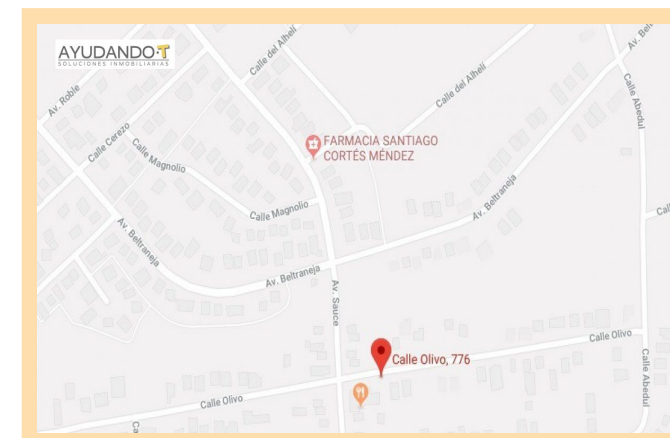 AYUDANDO-T
SOLUCIONES INMOBILIARIAS
Calle del Alhelí
Av. Roble
Calle del Alhelí
Calle Abedul
Calle Cerezo
Calle Magnolio
FARMACIA SANTIAGO
CORTÉS MÉNDEZ
Calle Magnolio
Av. Beltraneja
Av. Beltraneja
Av. Beltraneja
Av. Sauce
Calle Olivo
Calle Olivo, 776
Calle Abedul
Calle Olivo